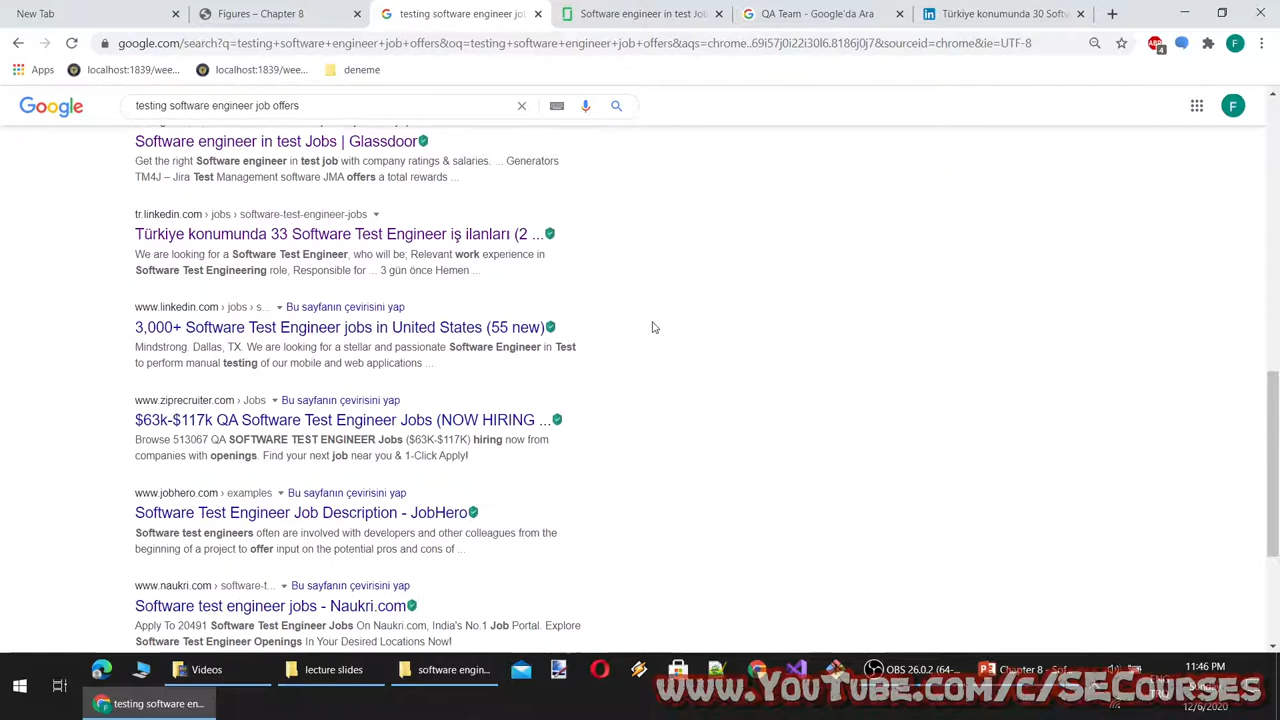 New Tab
Figures – Chapter 8
testing software engineer jo
Software engineer in test Jo
QA Team - Google'da Ara
Türkiye konumunda 30 Softw
google.com/search?q=testing+software+engineer+job+offers&oq=testing+software+engineer+job+offers&aqs=chrome..69i57j0i22i30l6.8186j0j7&sourceid=chrome&ie=UTF-8
4
F
Apps
localhost:1839/wee...
localhost:1839/wee...
deneme
Google
testing software engineer job offers
F
Software engineer in test Jobs | Glassdoor
Get the right Software engineer in test job with company ratings & salaries. ... Generators
TM4J – Jira Test Management software JMA offers a total rewards ...
tr.linkedin.com › jobs › software-test-engineer-jobs
Türkiye konumunda 33 Software Test Engineer iş ilanları (2 ...
We are looking for a Software Test Engineer, who will be; Relevant work experience in
Software Test Engineering role, Responsible for ... 3 gün önce Hemen ...
www.linkedin.com › jobs › s... Bu sayfanın çevirisini yap
3,000+ Software Test Engineer jobs in United States (55 new)
Mindstrong. Dallas, TX. We are looking for a stellar and passionate Software Engineer in Test
to perform manual testing of our mobile and web applications ...
www.ziprecruiter.com › Jobs Bu sayfanın çevirisini yap
$63k-$117k QA Software Test Engineer Jobs (NOW HIRING ...
Browse 513067 QA SOFTWARE TEST ENGINEER Jobs ($63K-$117K) hiring now from
companies with openings. Find your next job near you & 1-Click Apply!
www.jobhero.com › examples Bu sayfanın çevirisini yap
Software Test Engineer Job Description - JobHero
Software test engineers often are involved with developers and other colleagues from the
beginning of a project to offer input on the potential pros and cons of ...
www.naukri.com › software-t... Bu sayfanın çevirisini yap
Software test engineer jobs - Naukri.com
Apply To 20491 Software Test Engineer Jobs On Naukri.com, India's No.1 Job Portal. Explore
Software Test Engineer Openings In Your Desired Locations Now!
Videos
lecture slides
software engin...
OBS 26.0.2 (64-...
Chapter 8 - Sof...
11:46 PM
ENG
Sunday
TRQ
12/6/2020
testing software en...
www.YouTube.com/c/SECourses